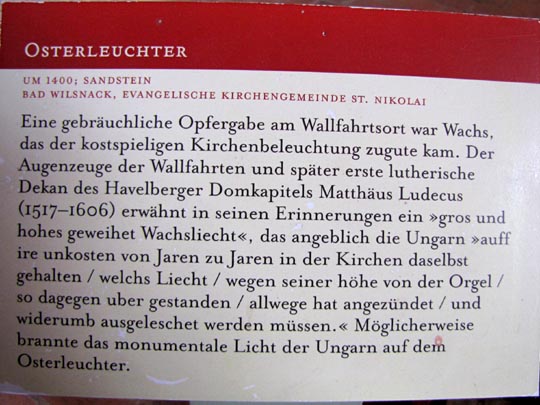 OSTERLEUCHTER
UM 1400; SANDSTEIN
BAD WILSNACK, EVANGELISCHE KIRCHENGEMEINDE ST. NIKOLAI
Eine gebräuchliche Opfergabe am Wallfahrtsort war Wachs,
das der kostspieligen Kirchenbeleuchtung zugute kam. Der
Augenzeuge der Wallfahrten und später erste lutherische
Dekan des Havelberger Domkapitels Matthäus Ludecus
(1517–1606) erwähnt in seinen Erinnerungen ein »gros und
hohes geweihet Wachsliecht«, das angeblich die Ungarn »auff
ire unkosten von Jaren zu Jaren in der Kirchen daselbst
gehalten / welchs Liecht / wegen seiner höhe von der Orgel /
so dagegen uber gestanden / allwege hat angezündet / und
widerumb ausgeleschet werden müssen.« Möglicherweise
brannte das monumentale Licht der Ungarn auf dem
Osterleuchter.